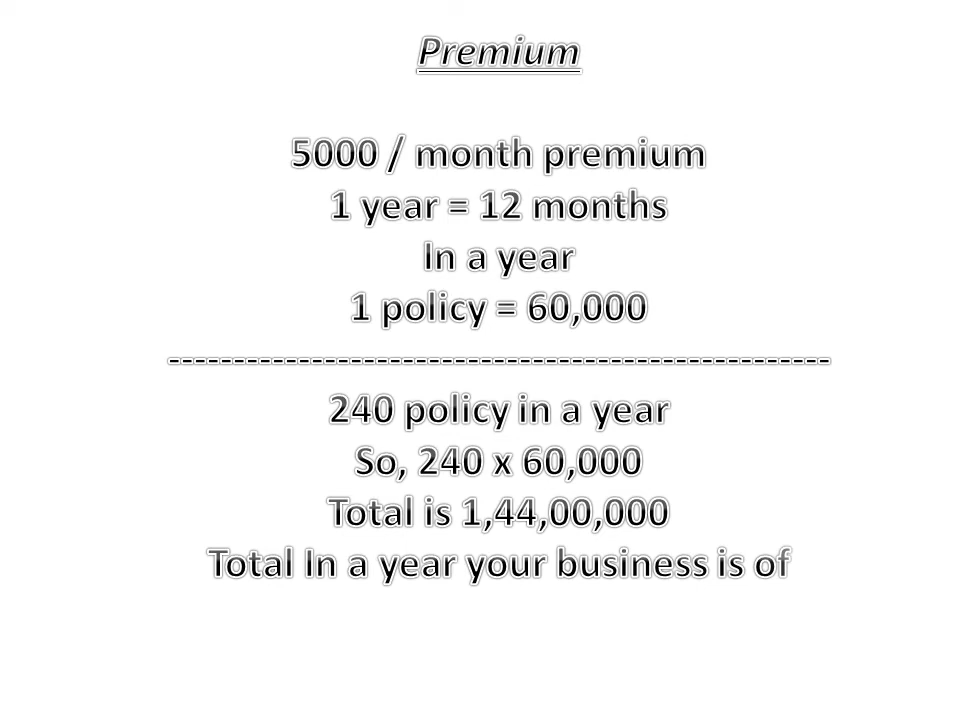 Premium
5000 / month premium
1 year = 12 months
In a year
1 policy = 60,000
---------------------------------------------------
240 policy in a year
So, 240 x 60,000
Total is 1,44,00,000
Total In a year your business is of